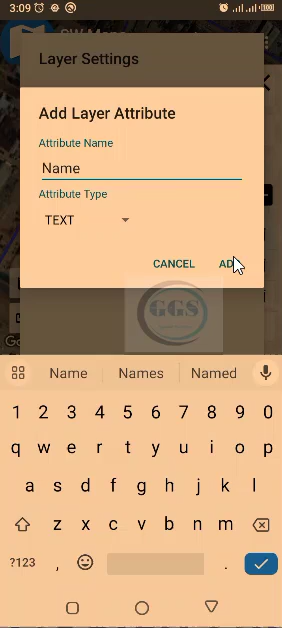 3:09
SW Maps
Layer Settings
Add Layer Attribute
Attribute Name
Name
Attribute Type
TEXT
CANCEL
GGS
Name Names Named
1 2 3 4 5 6 7 8 9 0
q w e r t y u i o p
a s d f g h j k l
z x c v b n m
?123 , .